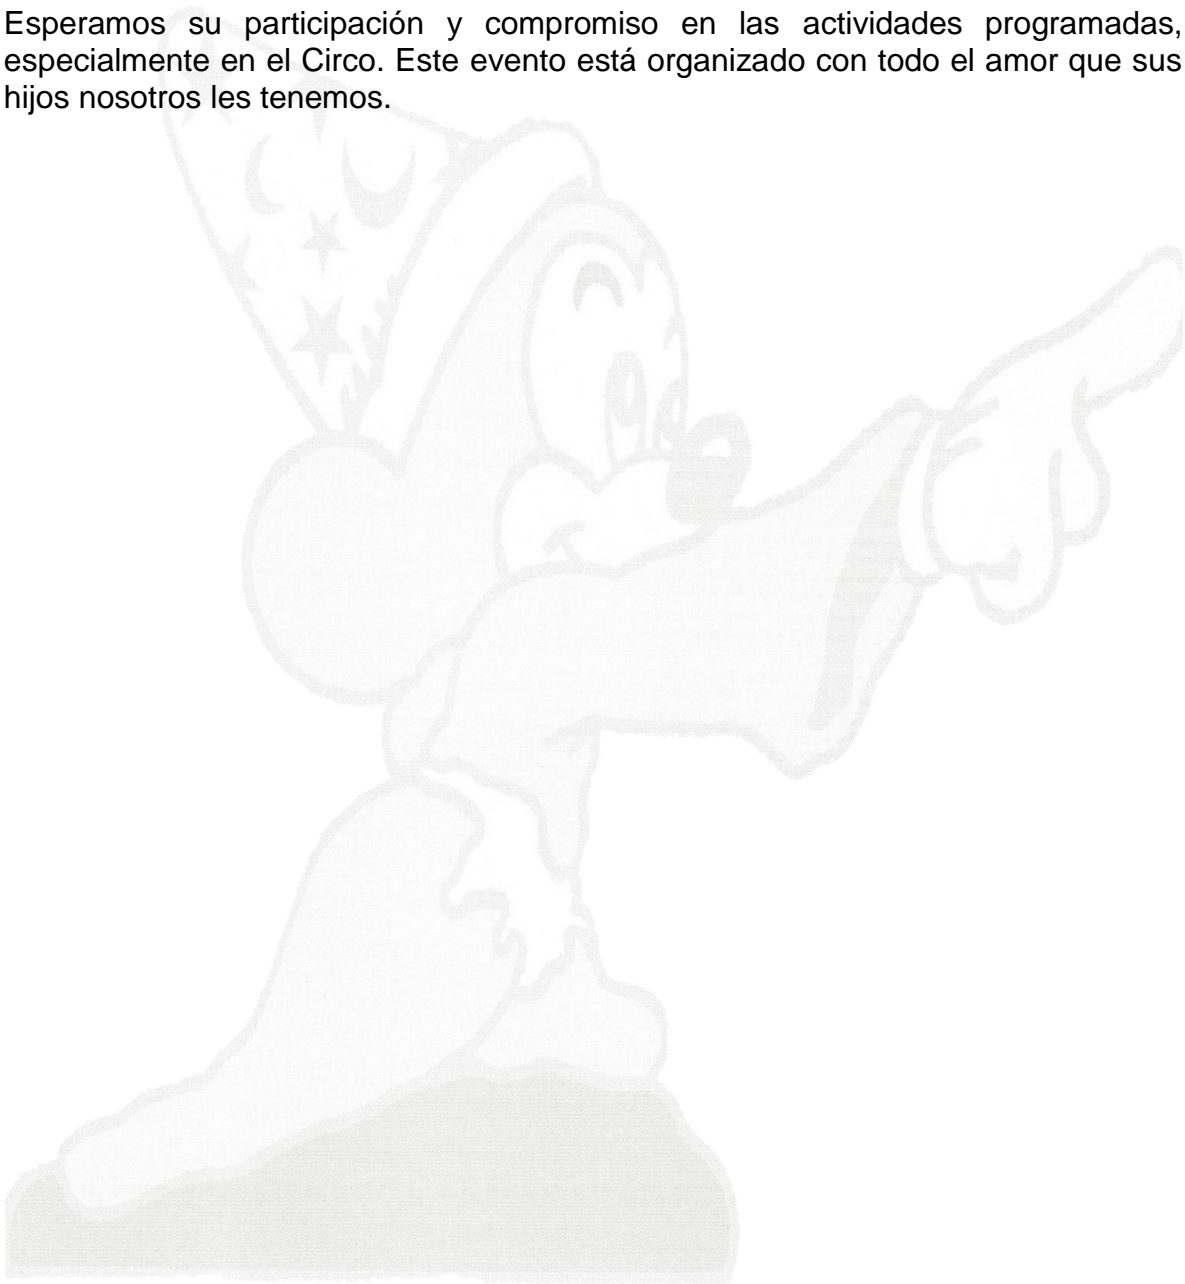 Esperamos su participación y compromiso en las actividades programadas,
especialmente en el Circo. Este evento está organizado con todo el amor que sus
hijos nosotros les tenemos.